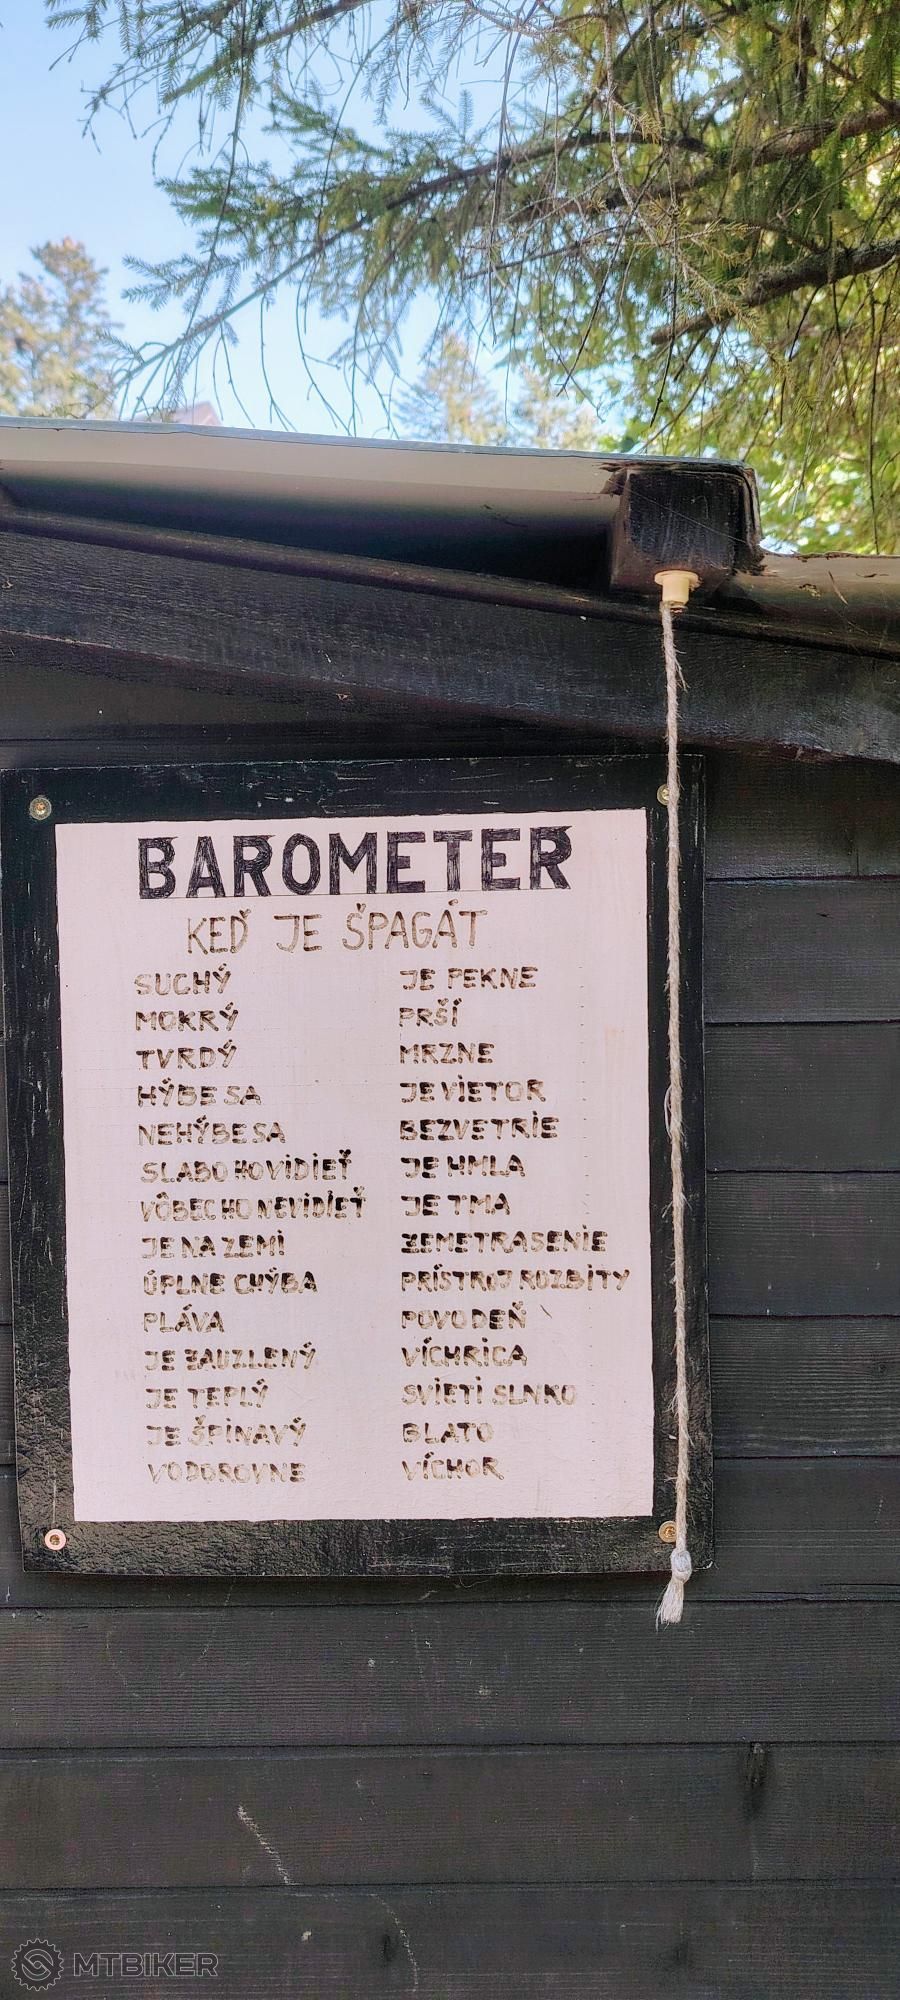 BAROMETER
KEĎ JE ŠPAGÁT
SUCHÝ JE PEKNE
MOKRÝ PRŠÍ
TVRDÝ MRZNE
HÝBE SA JE VIETOR
NEHÝBE SA BEZVETRIE
SLABO HO VIDIEŤ JE HMLA
VÔBEC HO NEVIDIEŤ JE TMA
JE NA ZEMI ZEMETRASENIE
ÚPLNE CHÝBA PRÍSTROJ ROZBITY
PLÁVA POVODEŇ
JE ZAUZLENÝ VÍCHRICA
JE TEPLÝ SVIETI SLNKO
JE ŠPINAVÝ BLATO
VODOROVNE VÍCHOR
MTBIKER